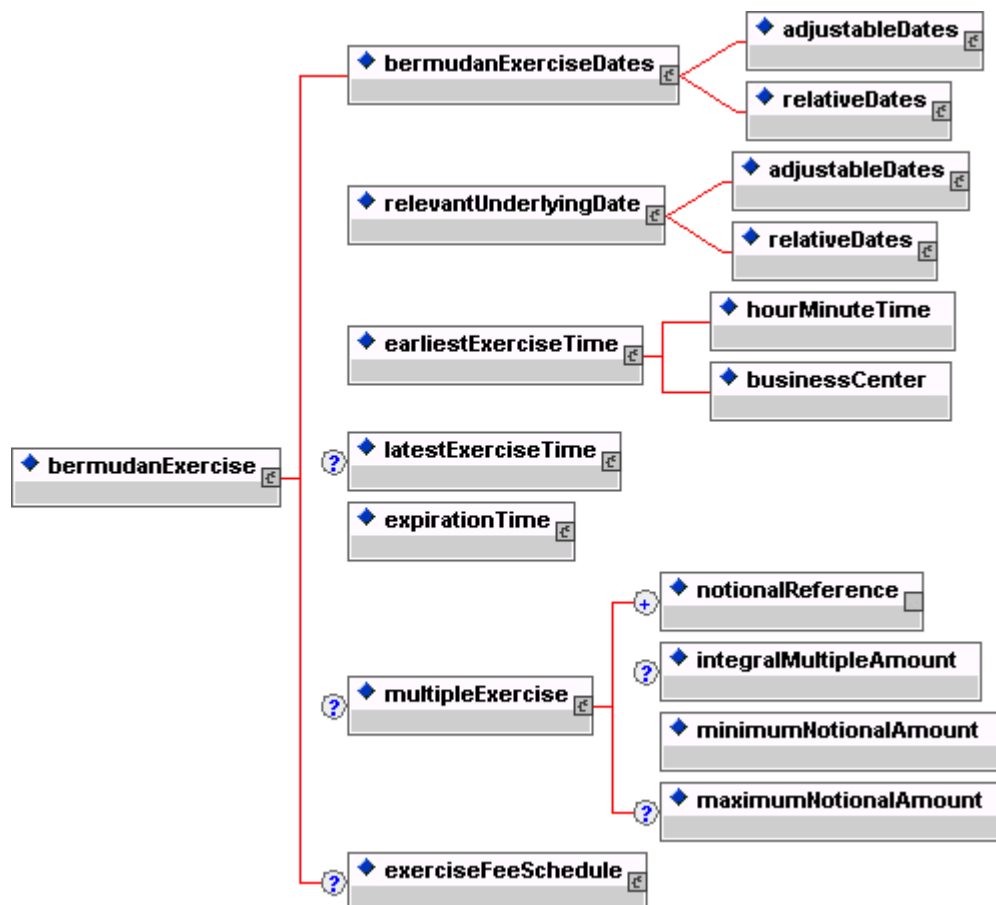 bermudanExercise
bermudanExerciseDates
adjustableDates
relativeDates
relevantUnderlyingDate
adjustableDates
relativeDates
earliestExerciseTime
hourMinuteTime
businessCenter
? latestExerciseTime
expirationTime
? multipleExercise
+ notionalReference
? integralMultipleAmount
minimumNotionalAmount
? maximumNotionalAmount
? exerciseFeeSchedule